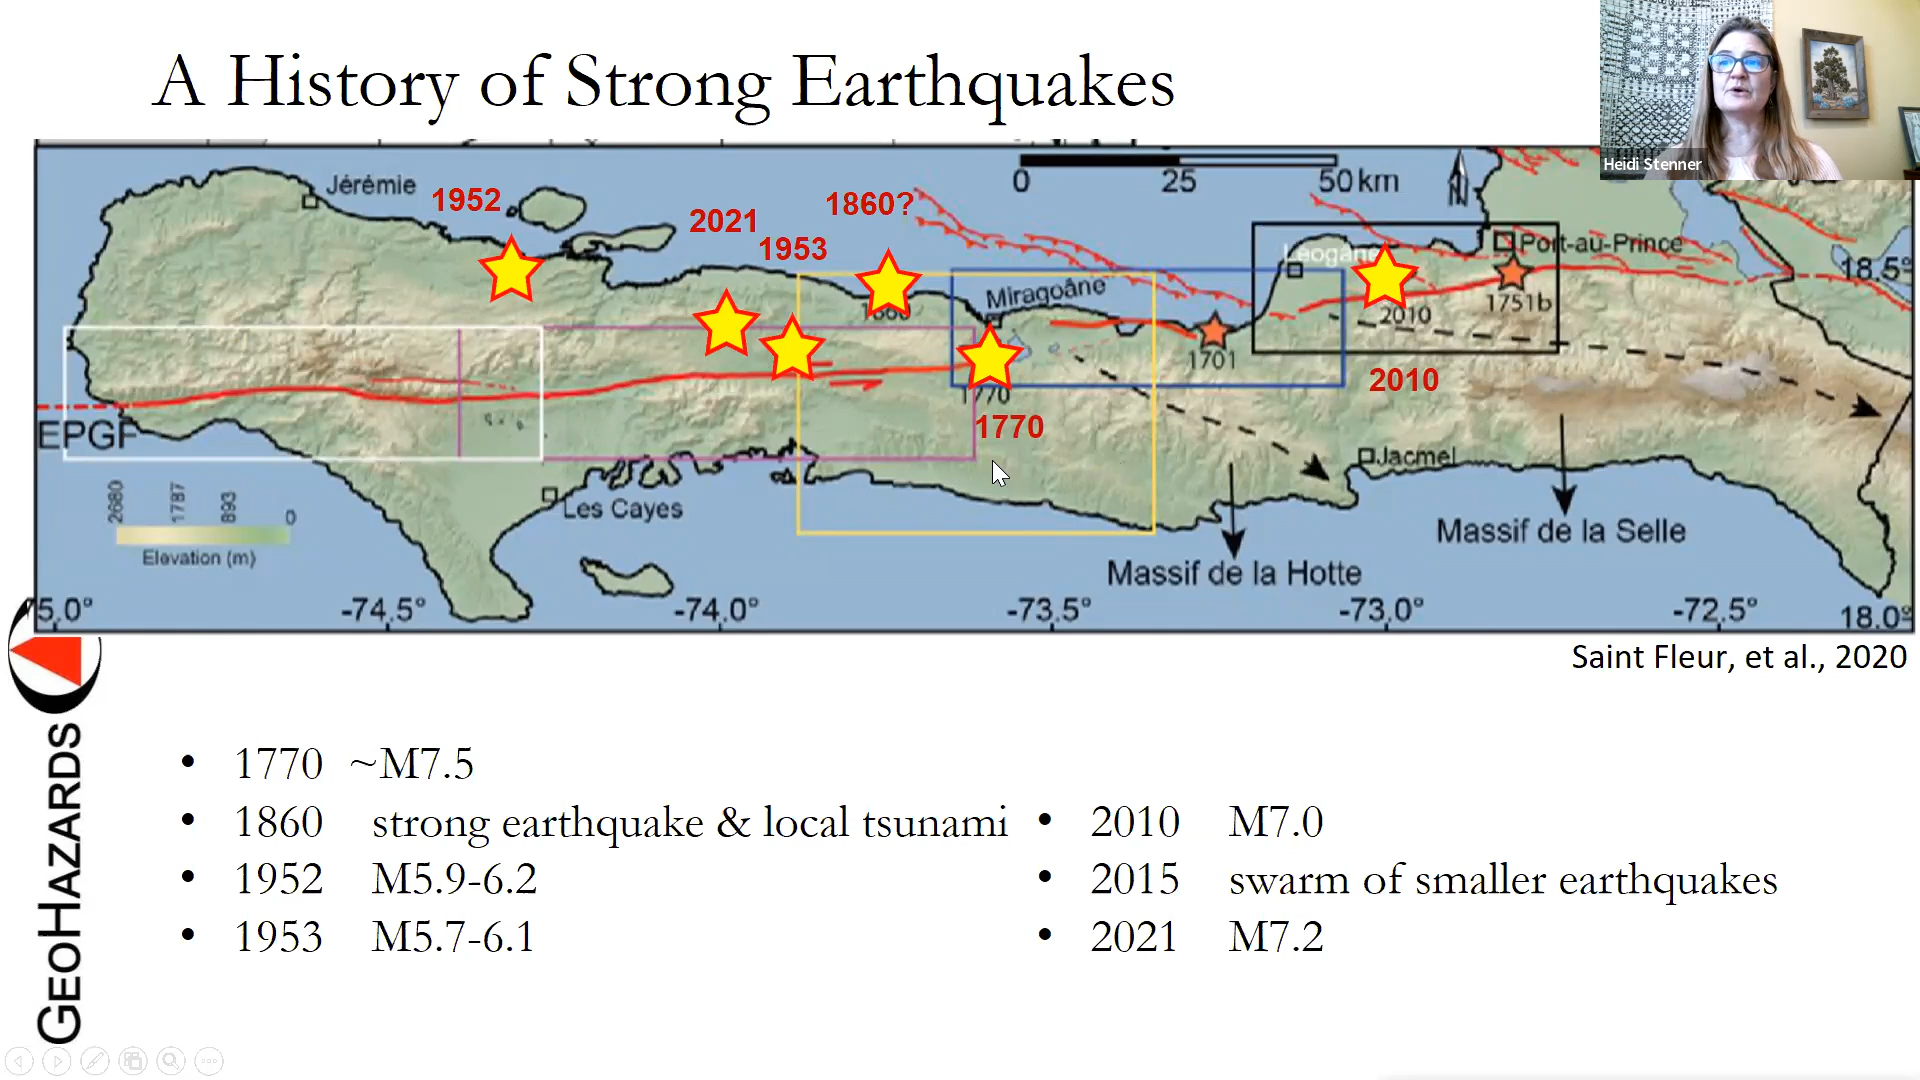 A History of Strong Earthquakes
Heidi Stenner
Jérémie
1952
2021
1953
1860?
1860
0 25 50 km
N
Léogâne
Port-au-Prince
18.5°
Miragoâne
1701
2010
1751b
2010
1770
1770
EPGF
Les Cayes
Jacmel
2680 1787 893 0
Elevation (m)
Massif de la Hotte
Massif de la Selle
75.0° -74.5° -74.0° -73.5° -73.0° -72.5° 18.0°
Saint Fleur, et al., 2020
GEOHAZARDS
• 1770 ~M7.5
• 1860 strong earthquake & local tsunami
• 1952 M5.9-6.2
• 1953 M5.7-6.1
• 2010 M7.0
• 2015 swarm of smaller earthquakes
• 2021 M7.2